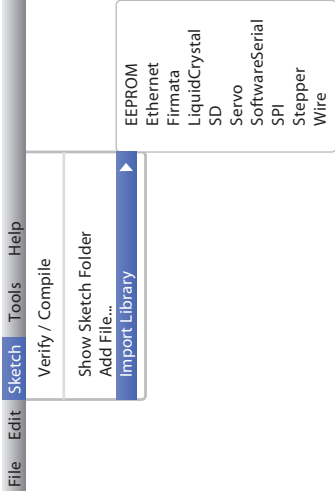 File Edit Sketch Tools Help
Verify / Compile
Show Sketch Folder
Add File...
Import Library
EEPROM
Ethernet
Firmata
LiquidCrystal
SD
Servo
SoftwareSerial
SPI
Stepper
Wire